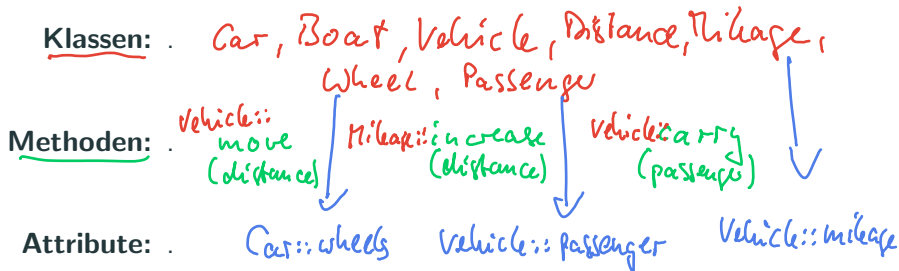 Klassen: . Car, Boat, Vehicle, Distance, Mileage,
Wheel, Passenger
Methoden: . Vehicle:: move (distance) Mileage:: increase (distance) Vehicle:: carry (passenger)
Attribute: . Car::wheels Vehicle::passenger Vehicle::mileage